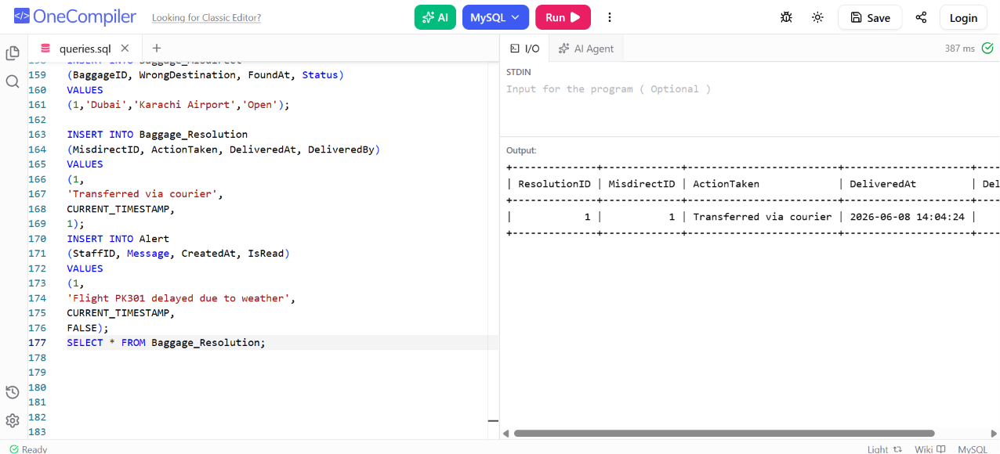 OneCompiler
Looking for Classic Editor?
AI
MySQL
Run
Save
Login
queries.sql
I/O
AI Agent
387 ms
158 INSERT INTO Baggage_Misdirect
159 (BaggageID, WrongDestination, FoundAt, Status)
160 VALUES
161 (1,'Dubai','Karachi Airport','Open');
162
163 INSERT INTO Baggage_Resolution
164 (MisdirectID, ActionTaken, DeliveredAt, DeliveredBy)
165 VALUES
166 (1,
167 'Transferred via courier',
168 CURRENT_TIMESTAMP,
169 1);
170 INSERT INTO Alert
171 (StaffID, Message, CreatedAt, IsRead)
172 VALUES
173 (1,
174 'Flight PK301 delayed due to weather',
175 CURRENT_TIMESTAMP,
176 FALSE);
177 SELECT * FROM Baggage_Resolution;
178
179
180
181
182
183
STDIN
Input for the program ( Optional )
Output:
+--------------+-------------+-------------------------+---------------------+----
| ResolutionID | MisdirectID | ActionTaken | DeliveredAt | Del
+--------------+-------------+-------------------------+---------------------+----
| 1 | 1 | Transferred via courier | 2026-06-08 14:04:24 |
+--------------+-------------+-------------------------+---------------------+----
Ready
Light
Wiki
MySQL